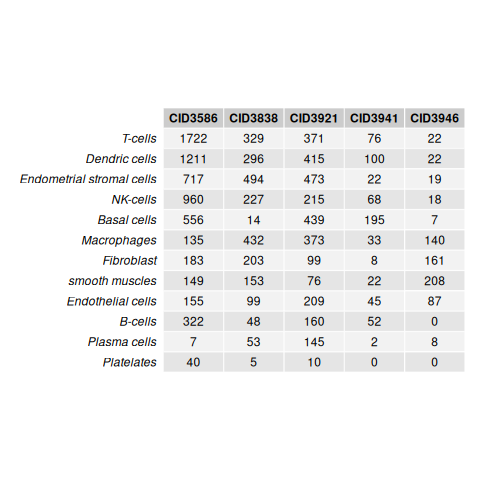 CID3586 CID3838 CID3921 CID3941 CID3946
T-cells 1722 329 371 76 22
Dendric cells 1211 296 415 100 22
Endometrial stromal cells 717 494 473 22 19
NK-cells 960 227 215 68 18
Basal cells 556 14 439 195 7
Macrophages 135 432 373 33 140
Fibroblast 183 203 99 8 161
smooth muscles 149 153 76 22 208
Endothelial cells 155 99 209 45 87
B-cells 322 48 160 52 0
Plasma cells 7 53 145 2 8
Platelates 40 5 10 0 0